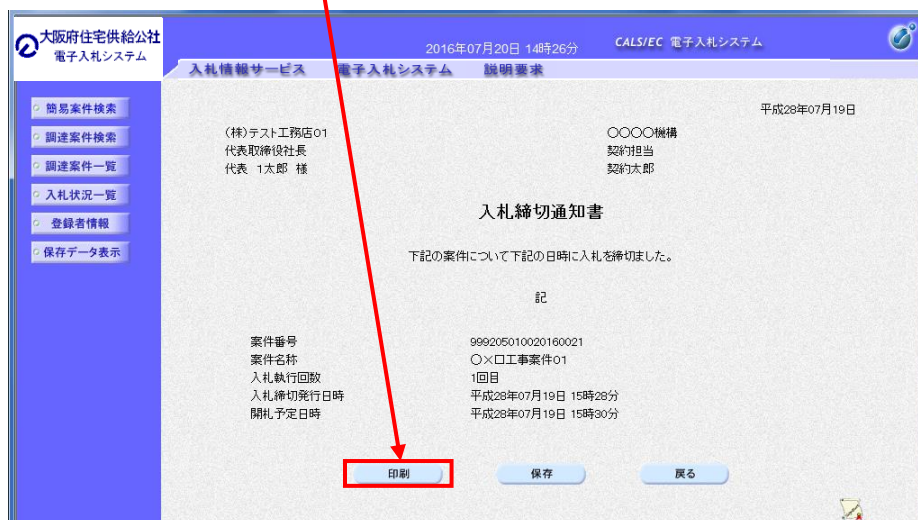 大阪府住宅供給公社
電子入札システム
2016年07月20日 14時26分
CALS/EC 電子入札システム
入札情報サービス 電子入札システム 説明要求
簡易案件検索
調達案件検索
調達案件一覧
入札状況一覧
登録者情報
保存データ表示
平成28年07月19日
(株)テスト工務店01
代表取締役社長
代表 1太郎 様
〇〇〇〇機構
契約担当
契約太郎
入札締切通知書
下記の案件について下記の日時に入札を締切ました。
記
案件番号 999205010020160021
案件名称 〇×口工事案件01
入札執行回数 1回目
入札締切発行日時 平成28年07月19日 15時28分
開札予定日時 平成28年07月19日 15時30分
印刷 保存 戻る